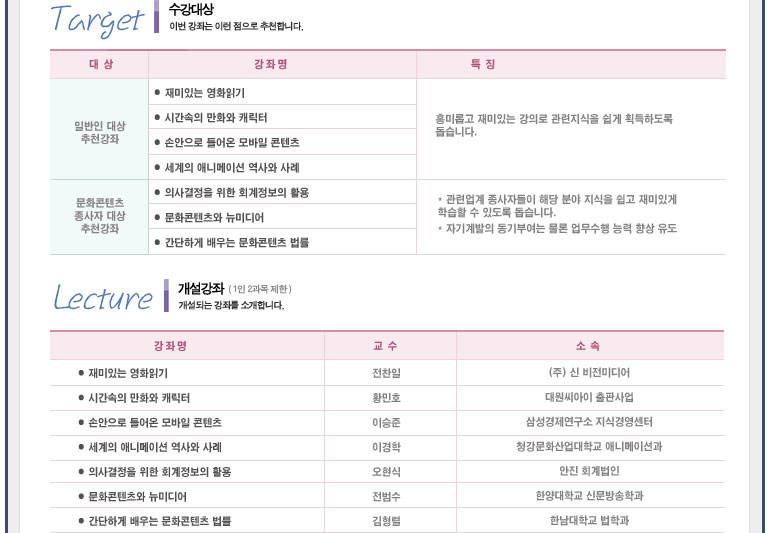 Target 수강대상
이번 강좌는 이런 점으로 추천합니다.
대 상 강좌명 특 징
일반인 대상
추천강좌
• 재미있는 영화읽기
• 시간속의 만화와 캐릭터
• 손안으로 들어온 모바일 콘텐츠
• 세계의 애니메이션 역사와 사례
흥미롭고 재미있는 강의로 관련지식을 쉽게 획득하도록
돕습니다.
문화콘텐츠
종사자 대상
추천강좌
• 의사결정을 위한 회계정보의 활용
• 문화콘텐츠와 뉴미디어
• 간단하게 배우는 문화콘텐츠 법률
* 관련업계 종사자들이 해당 분야 지식을 쉽고 재미있게
학습할 수 있도록 돕습니다.
* 자기계발의 동기부여는 물론 업무수행 능력 향상 유도
Lecture 개설강좌 ( 1인 2과목 제한 )
개설되는 강좌를 소개합니다.
강좌명 교 수 소 속
• 재미있는 영화읽기 전찬일 (주) 신 비전미디어
• 시간속의 만화와 캐릭터 황민호 대원씨아이 출판사업
• 손안으로 들어온 모바일 콘텐츠 이승준 삼성경제연구소 지식경영센터
• 세계의 애니메이션 역사와 사례 이경학 청강문화산업대학교 애니메이션과
• 의사결정을 위한 회계정보의 활용 오현식 안진 회계법인
• 문화콘텐츠와 뉴미디어 전범수 한양대학교 신문방송학과
• 간단하게 배우는 문화콘텐츠 법률 김형렬 한남대학교 법학과